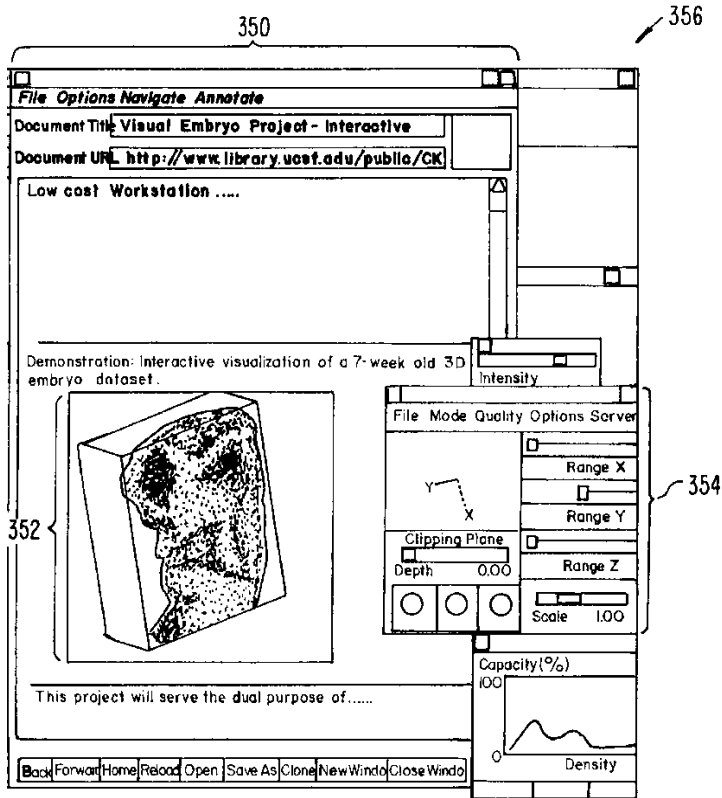 350
356
File Options Navigate Annotate
Document Title Visual Embryo Project - Interactive
Document URL http://www.library.ucsf.edu/public/CK
Low cost Workstation .....
Demonstration: Interactive visualization of a 7-week old 3D
embryo dataset.
Intensity
File Mode Quality Options Server
Range X
Y
X
Range Y
354
352
Clipping Plane
Depth 0.00
Range Z
Scale 1.00
Capacity (%)
100
0
Density
This project will serve the dual purpose of......
Back Forward Home Reload Open Save As Clone New Windo Close Windo